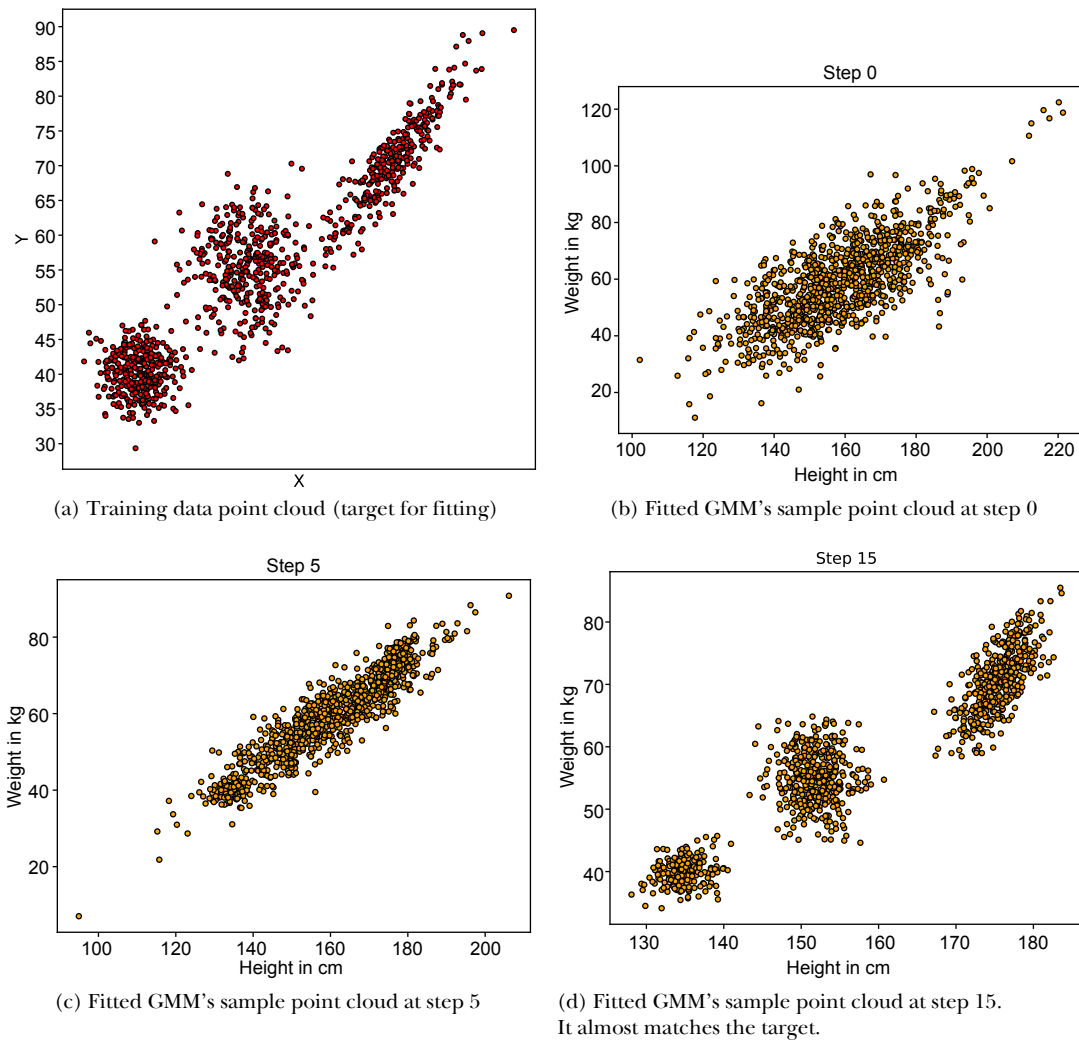 90
85
80
75
70
65
60
55
50
45
40
35
30
Y
X
(a) Training data point cloud (target for fitting)
Step 0
120
100
80
60
40
20
Weight in kg
100 120 140 160 180 200 220
Height in cm
(b) Fitted GMM's sample point cloud at step 0
Step 5
80
60
40
20
Weight in kg
100 120 140 160 180 200
Height in cm
(c) Fitted GMM's sample point cloud at step 5
Step 15
80
70
60
50
40
Weight in kg
130 140 150 160 170 180
Height in cm
(d) Fitted GMM's sample point cloud at step 15.
It almost matches the target.